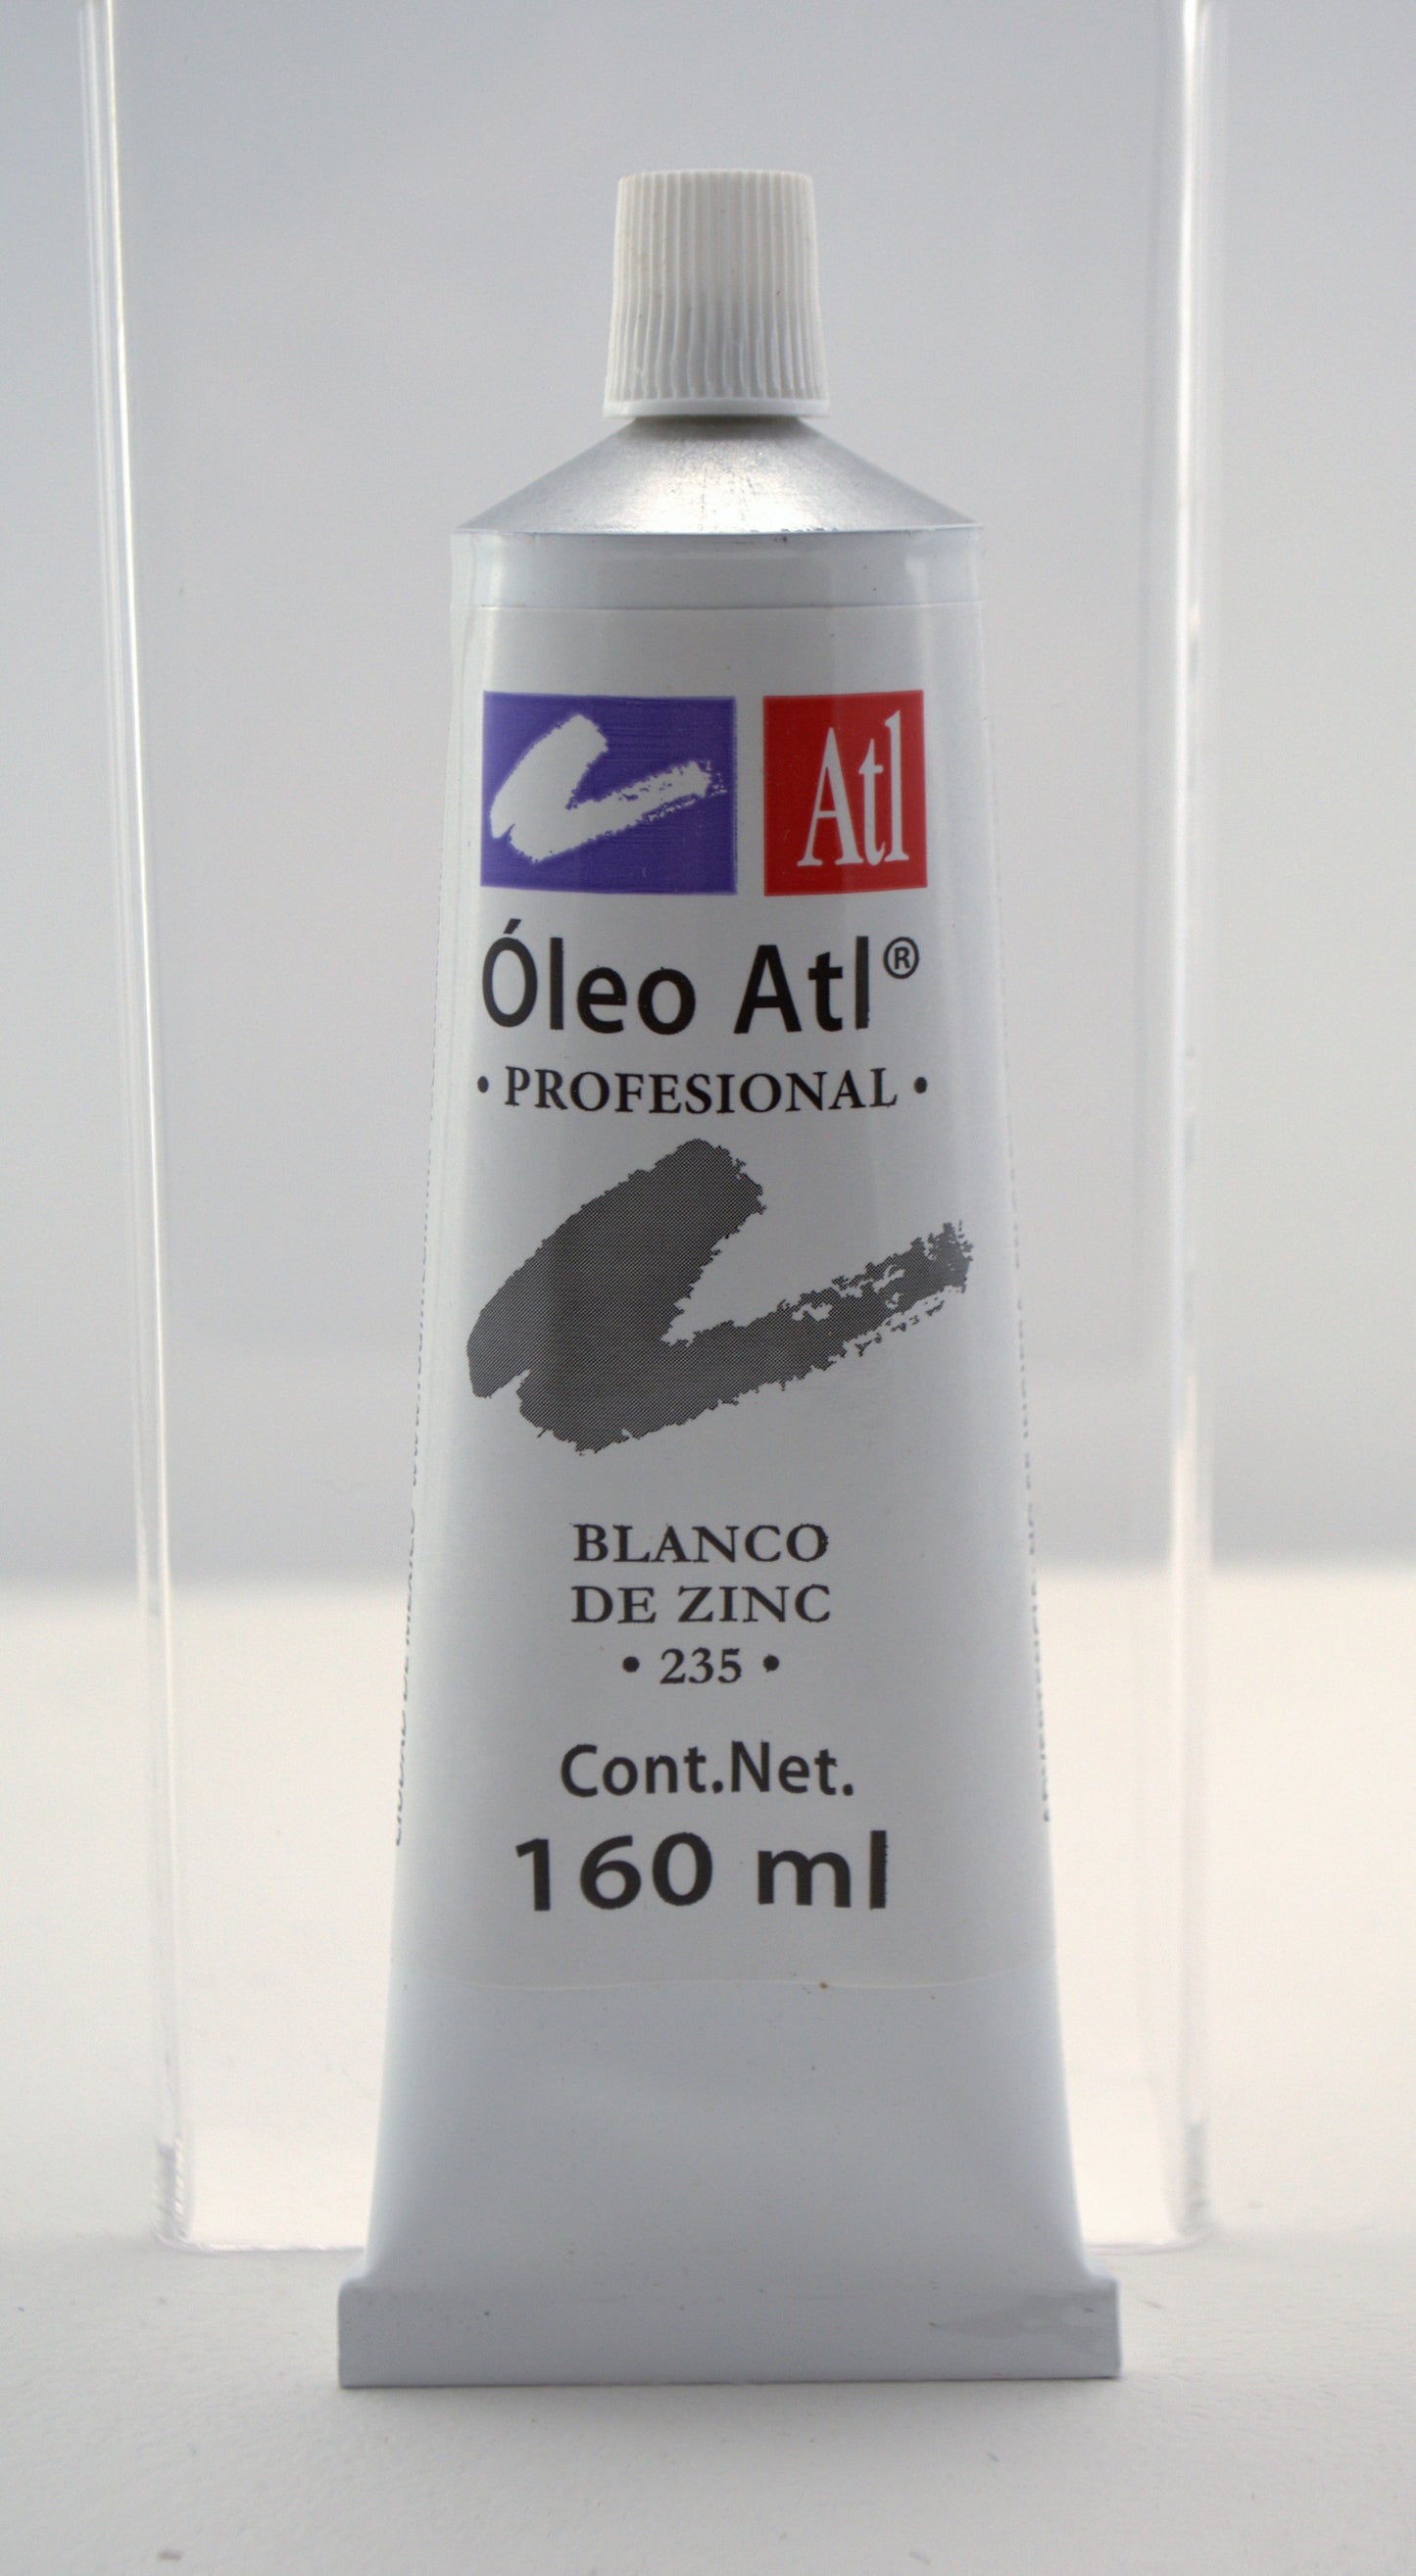 Atl
Óleo Atl®
• PROFESIONAL •
BLANCO
DE ZINC
• 235 •
Cont.Net.
160 ml